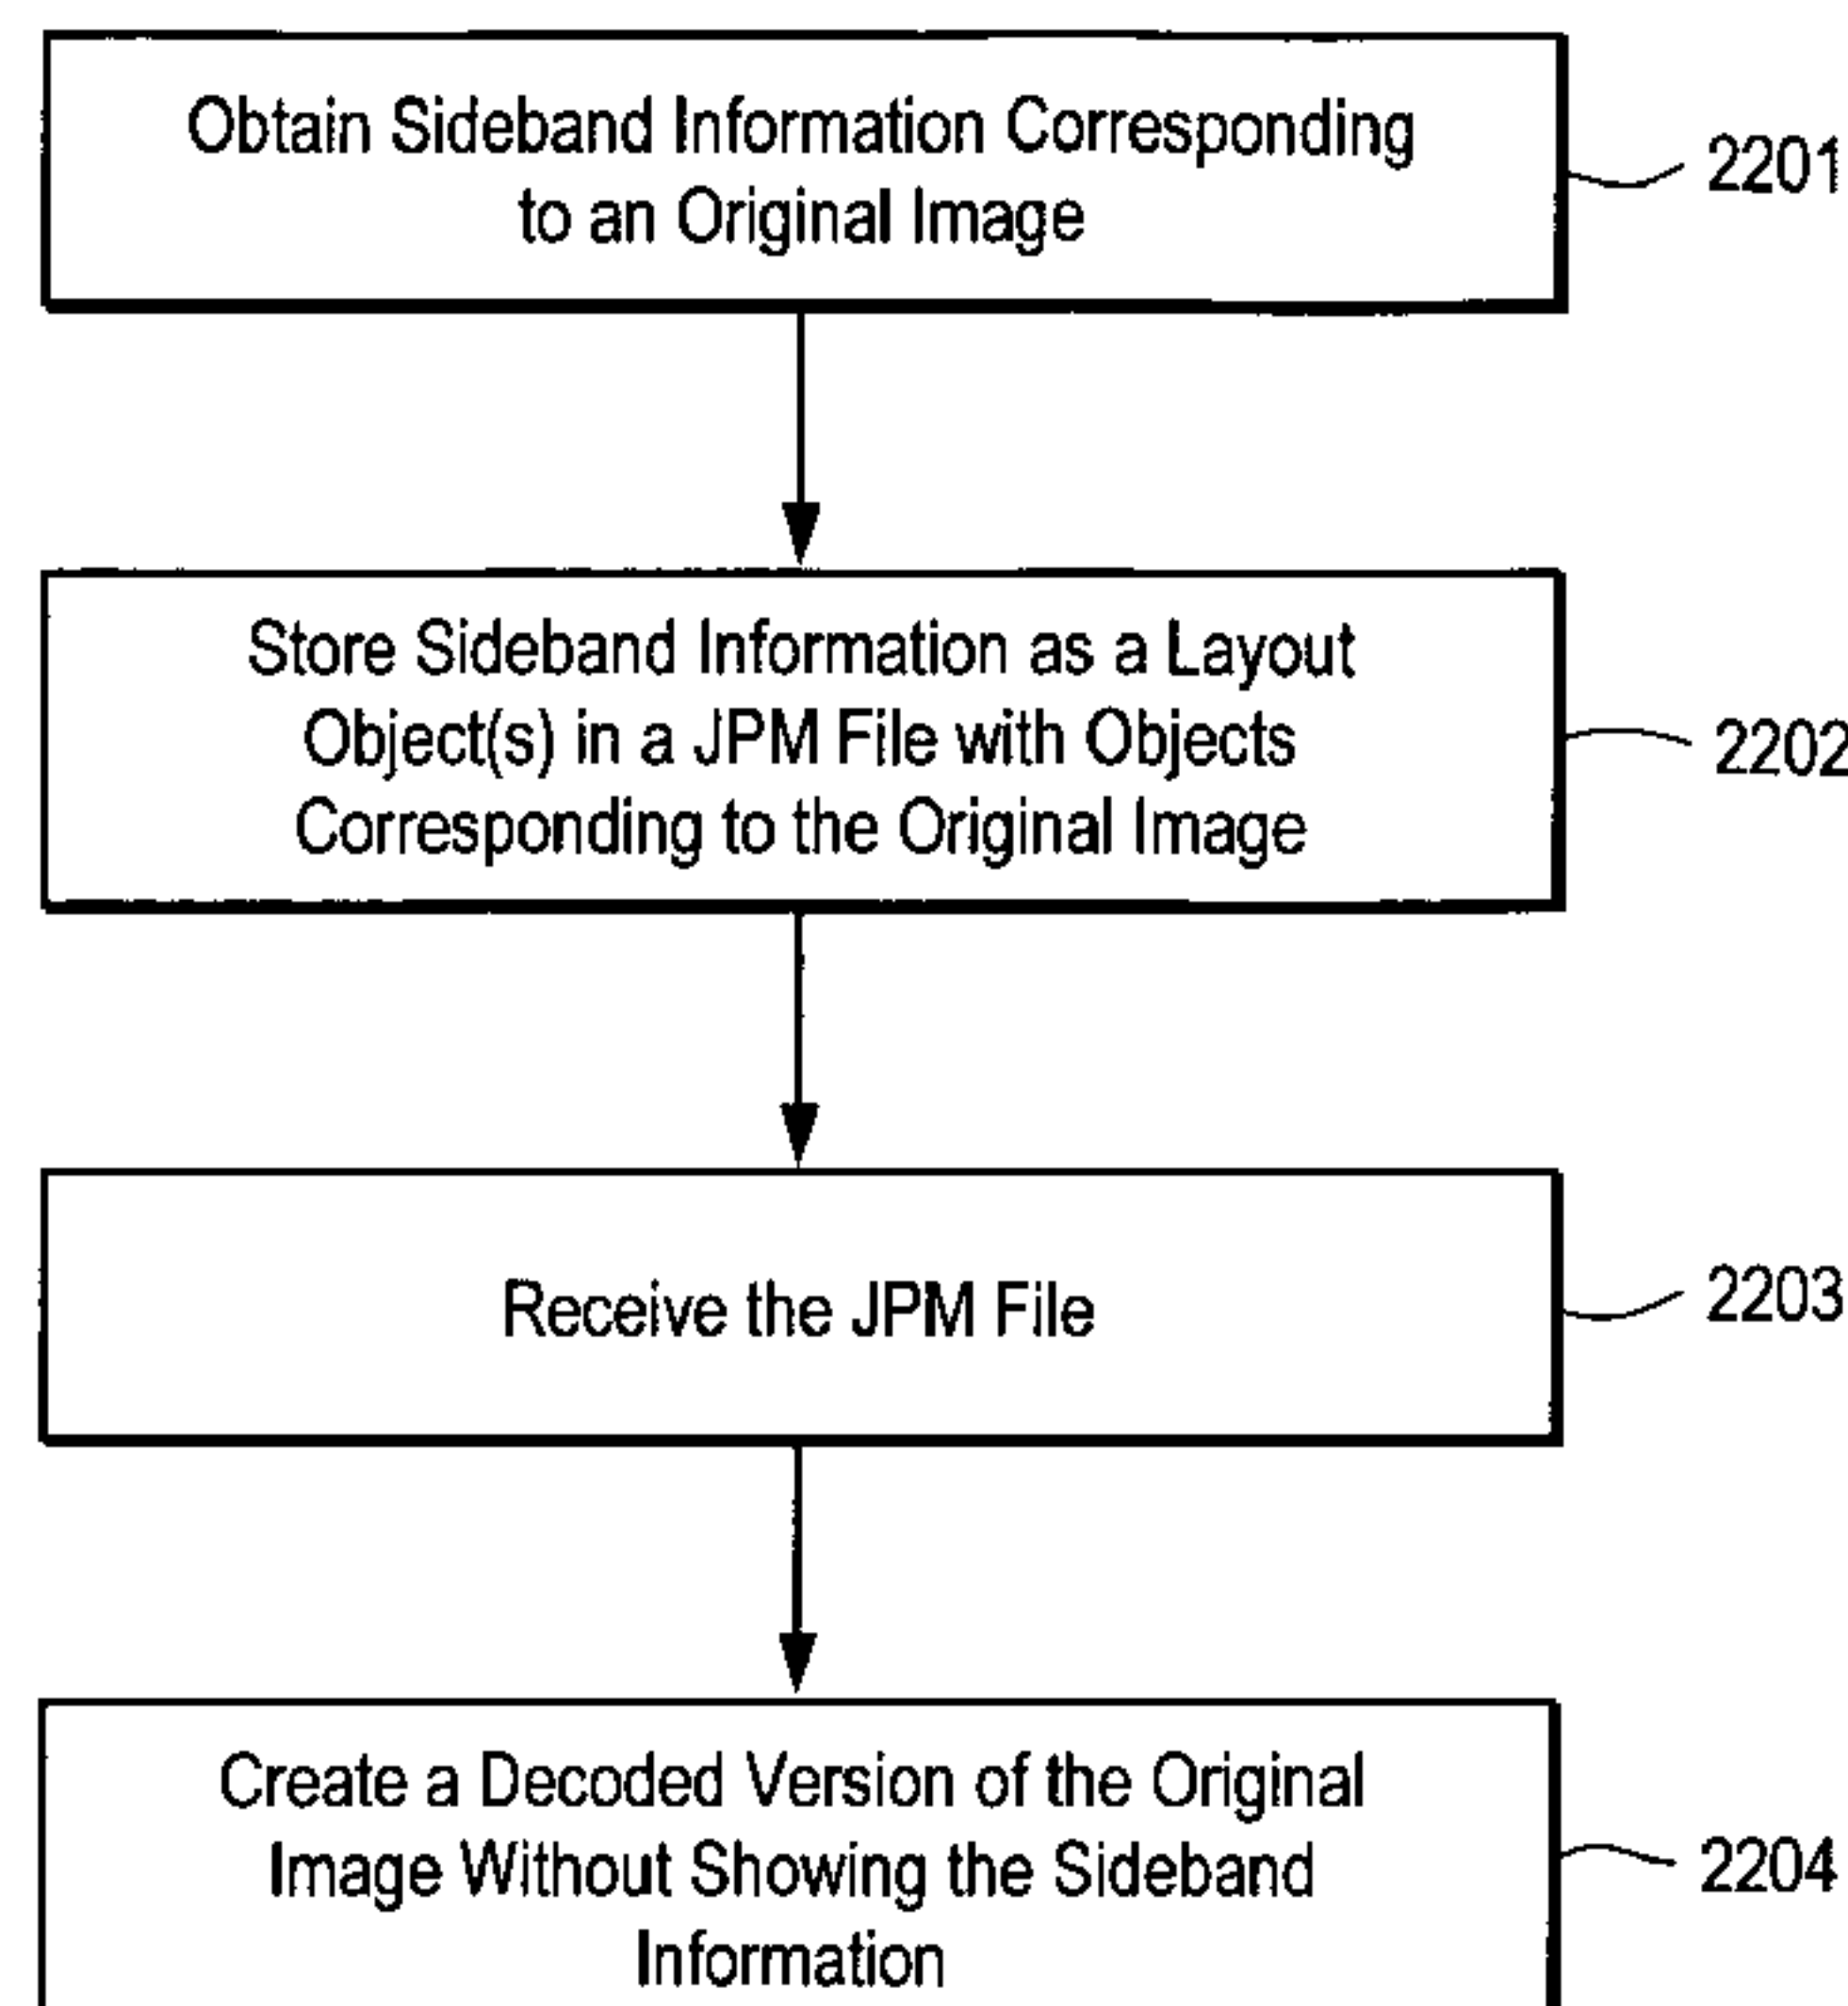 Obtain Sideband Information Corresponding
to an Original Image
2201
Store Sideband Information as a Layout
Object(s) in a JPM File with Objects
Corresponding to the Original Image
2202
Receive the JPM File
2203
Create a Decoded Version of the Original
Image Without Showing the Sideband
Information
2204